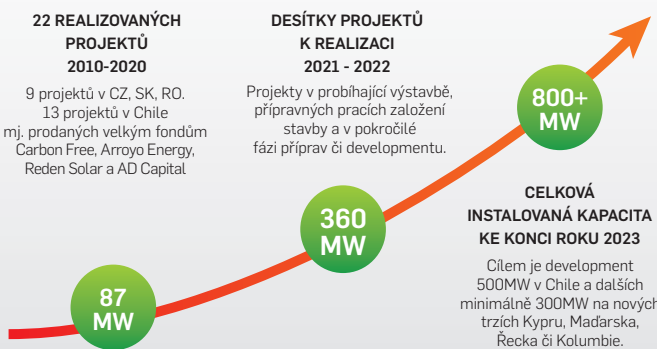 22 REALIZOVANÝCH
PROJEKTŮ
2010-2020
9 projektů v CZ, SK, RO.
13 projektů v Chile
mj. prodaných velkým fondům
Carbon Free, Arroyo Energy,
Reden Solar a AD Capital
87
MW
DESÍTKY PROJEKTŮ
K REALIZACI
2021 - 2022
Projekty v probíhající výstavbě,
přípravných pracích založení
stavby a v pokročilé
fázi příprav či developmentu.
360
MW
800+
MW
CELKOVÁ
INSTALOVANÁ KAPACITA
KE KONCI ROKU 2023
Cílem je development
500MW v Chile a dalších
minimálně 300MW na nových
trzích Kypru, Maďarska,
Řecka či Kolumbie.